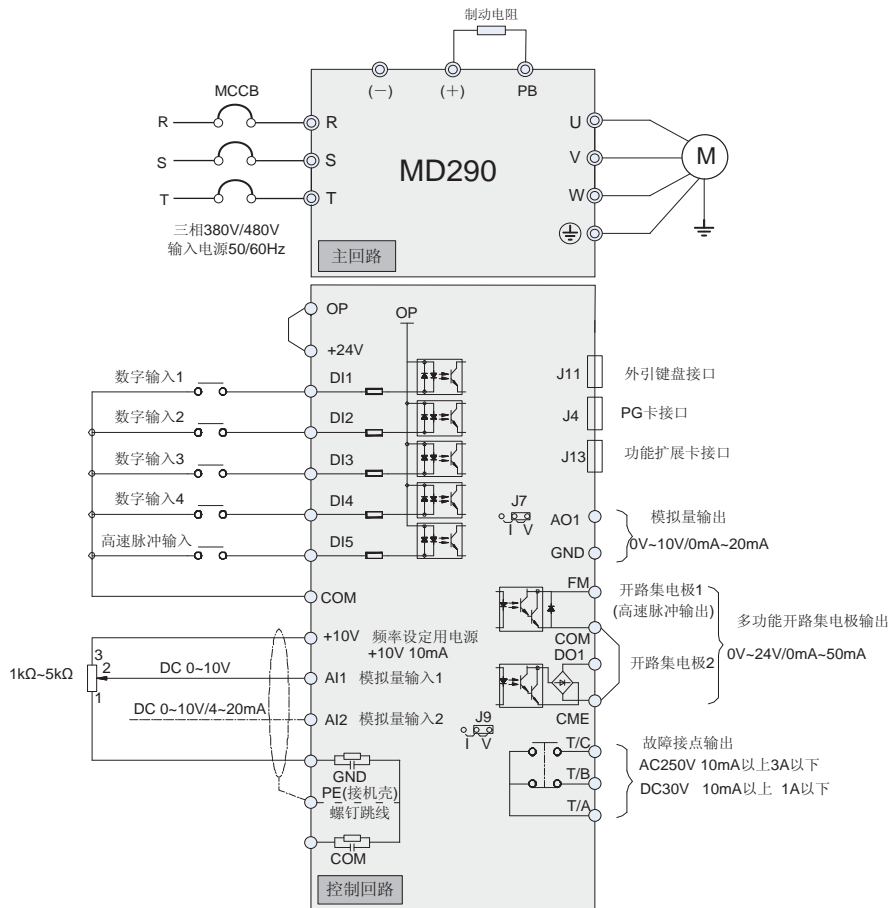 制动电阻
(－)
(+)
PB
MCCB
R
R
S
S
T
T
三相380V/480V
输入电源50/60Hz
MD290
U
V
W
M
主回路
OP
OP
+24V
数字输入1
DI1
数字输入2
DI2
数字输入3
DI3
数字输入4
DI4
高速脉冲输入
DI5
COM
J11
外引键盘接口
J4
PG卡接口
J13
功能扩展卡接口
J7
I V
AO1
GND
模拟量输出
0V~10V/0mA~20mA
FM
COM
开路集电极1
(高速脉冲输出)
DO1
CME
开路集电极2
多功能开路集电极输出
0V~24V/0mA~50mA
+10V 频率设定用电源
+10V 10mA
1kΩ~5kΩ
3
2
1
DC 0~10V
AI1 模拟量输入1
DC 0~10V/4~20mA
AI2 模拟量输入2
J9
I V
GND
PE(接机壳)
螺钉跳线
COM
T/C
T/B
T/A
故障接点输出
AC250V 10mA以上3A以下
DC30V 10mA以上 1A以下
控制回路